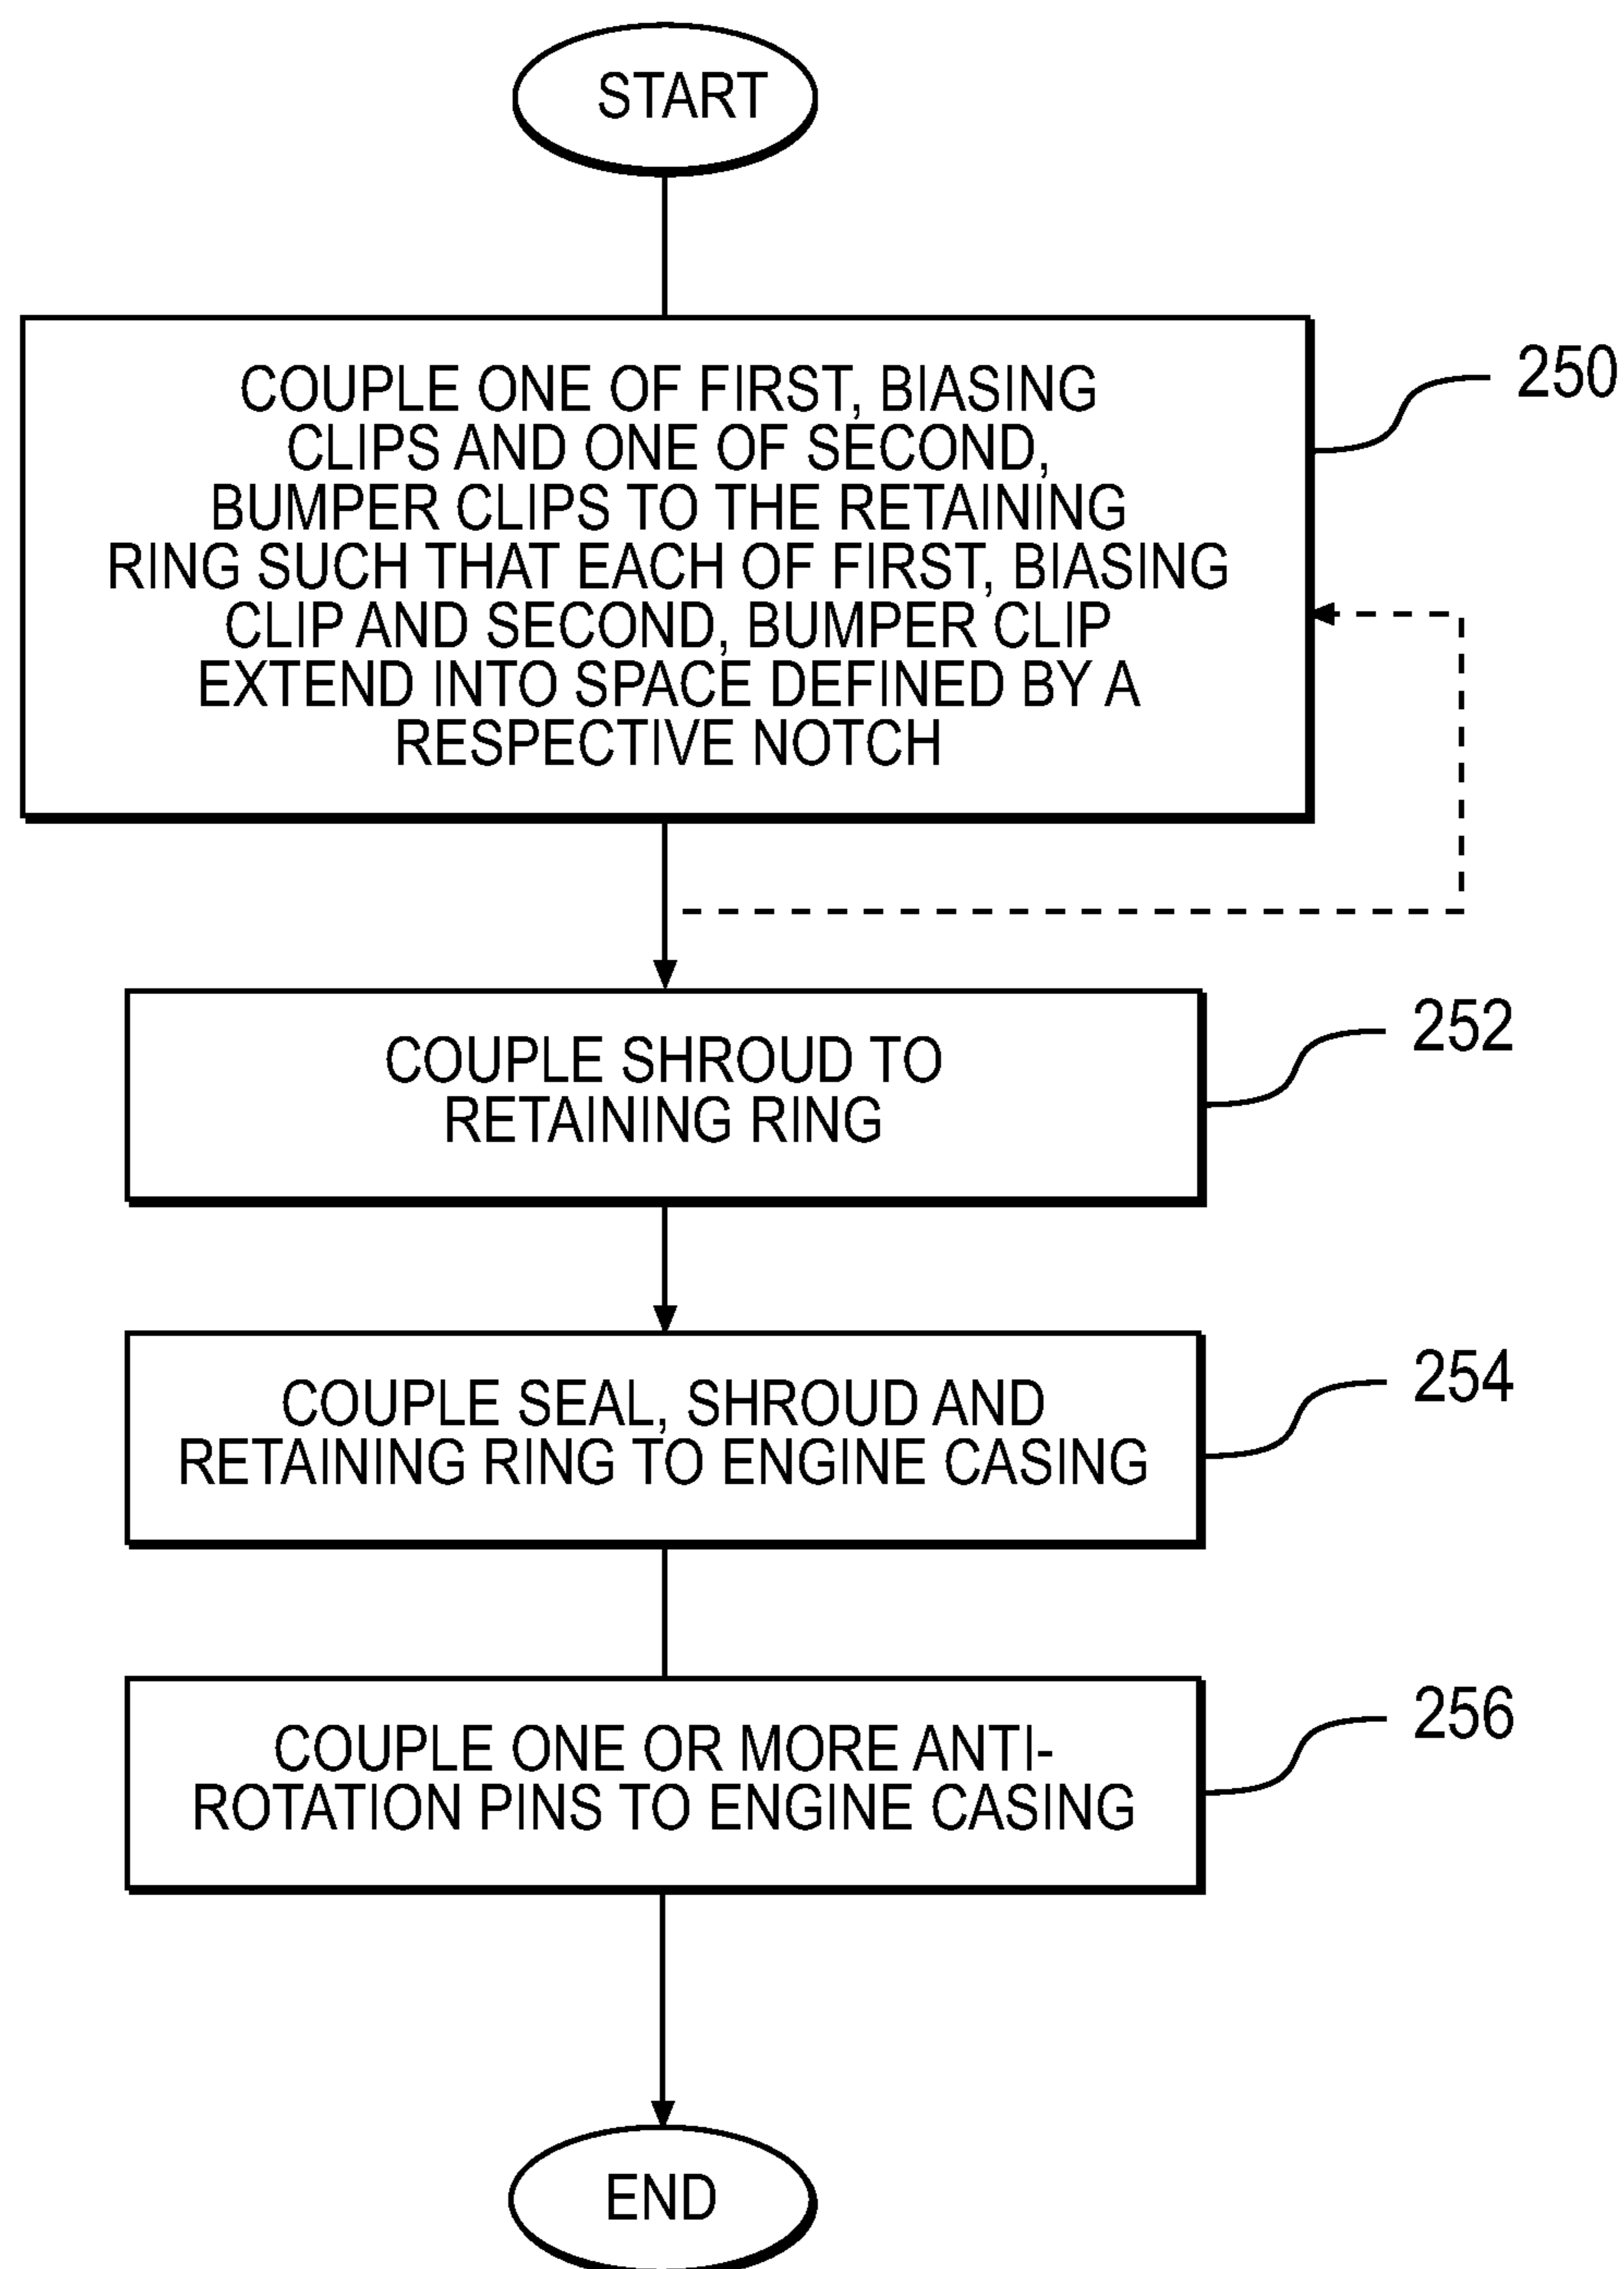 START
COUPLE ONE OF FIRST, BIASING
CLIPS AND ONE OF SECOND,
BUMPER CLIPS TO THE RETAINING
RING SUCH THAT EACH OF FIRST, BIASING
CLIP AND SECOND, BUMPER CLIP
EXTEND INTO SPACE DEFINED BY A
RESPECTIVE NOTCH
250
COUPLE SHROUD TO
RETAINING RING
252
COUPLE SEAL, SHROUD AND
RETAINING RING TO ENGINE CASING
254
COUPLE ONE OR MORE ANTI-
ROTATION PINS TO ENGINE CASING
256
END